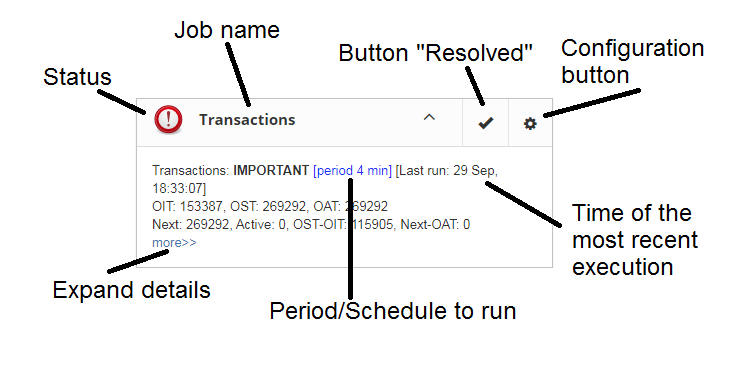 Job name
Button "Resolved"
Configuration
button
Status
Transactions
Transactions: IMPORTANT [period 4 min] [Last run: 29 Sep,
18:33:07]
OIT: 153387, OST: 269292, OAT: 269292
Next: 269292, Active: 0, OST-OIT: 115905, Next-OAT: 0
more>>
Time of the
most recent
execution
Expand details
Period/Schedule to run